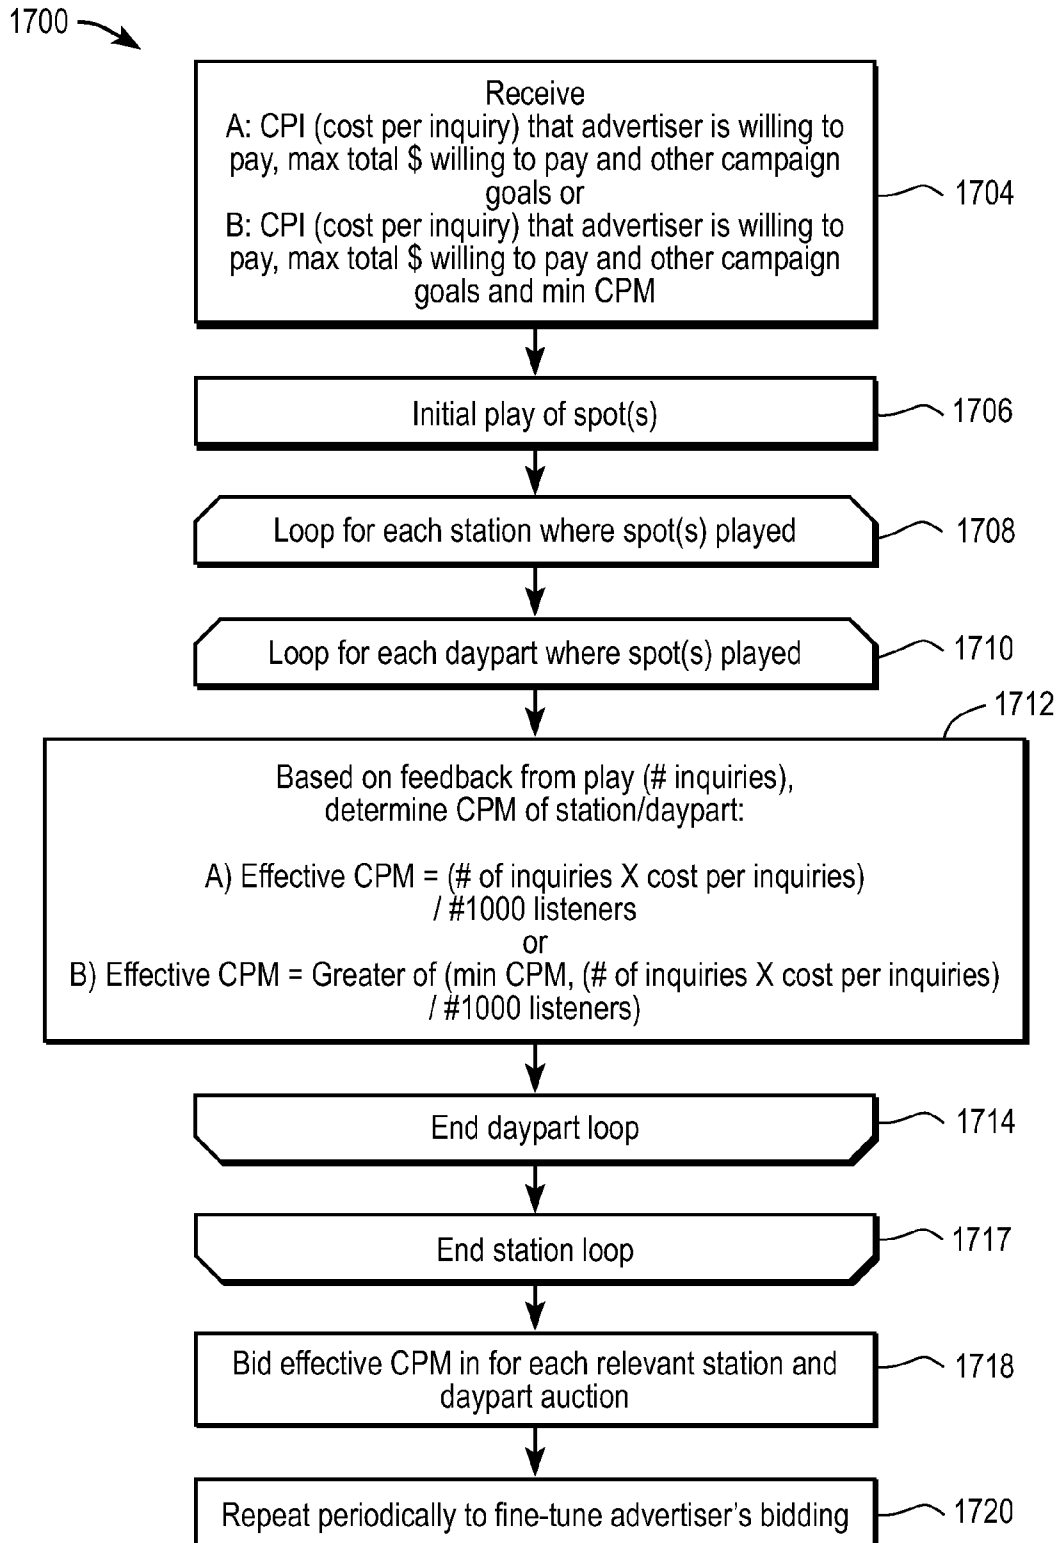 1700
Receive
A: CPI (cost per inquiry) that advertiser is willing to
pay, max total $ willing to pay and other campaign
goals or
B: CPI (cost per inquiry) that advertiser is willing to
pay, max total $ willing to pay and other campaign
goals and min CPM
1704
Initial play of spot(s)
1706
Loop for each station where spot(s) played
1708
Loop for each daypart where spot(s) played
1710
1712
Based on feedback from play (# inquiries),
determine CPM of station/daypart:
A) Effective CPM = (# of inquiries X cost per inquiries)
/ #1000 listeners
or
B) Effective CPM = Greater of (min CPM, (# of inquiries X cost per inquiries)
/ #1000 listeners)
End daypart loop
1714
End station loop
1717
Bid effective CPM in for each relevant station and
daypart auction
1718
Repeat periodically to fine-tune advertiser's bidding
1720